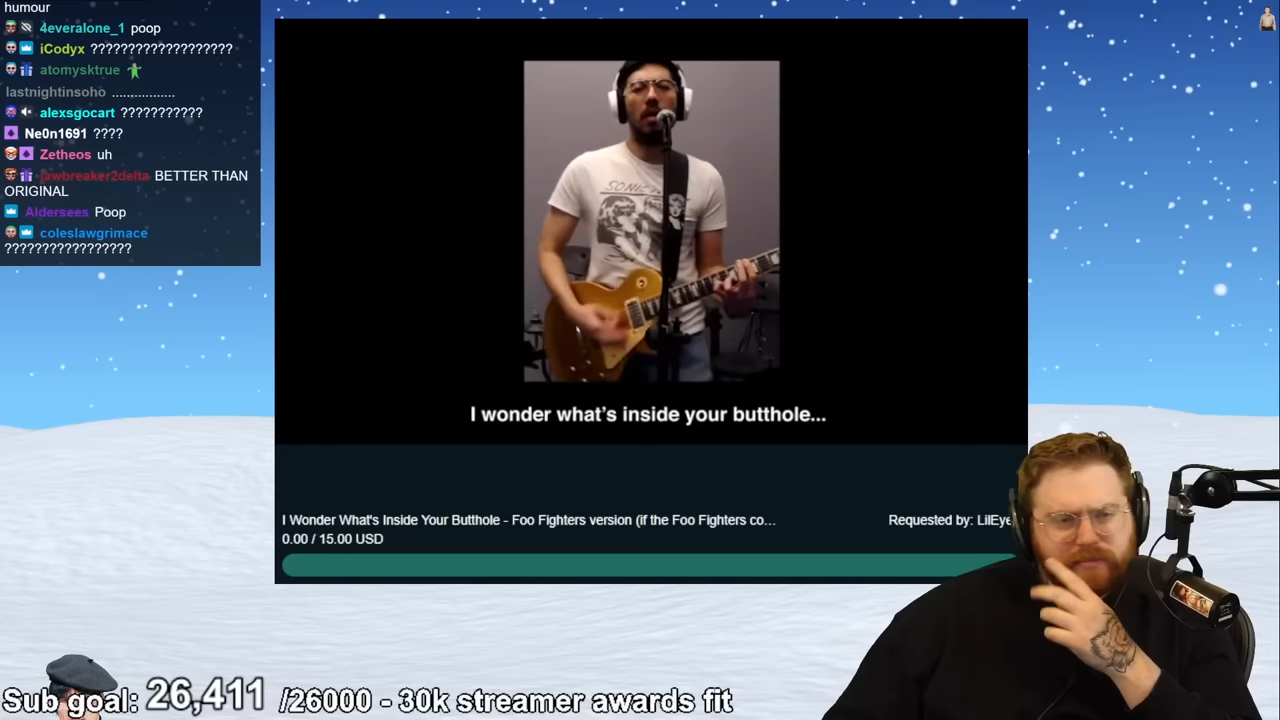 humour
4everalone_1 poop
iCodyx ???????????????????
atomysktrue
lastnightinsoho .................
alexsgocart ???????????
Ne0n1691 ????
Zetheos uh
jawbreaker2delta BETTER THAN
ORIGINAL
Aldersees Poop
coleslawgrimace
?????????????????
SONIC
I wonder what's inside your butthole...
I Wonder What's Inside Your Butthole - Foo Fighters version (if the Foo Fighters co...
Requested by: LilEye
0.00 / 15.00 USD
Sub goal: 26,411 /26000 - 30k streamer awards fit